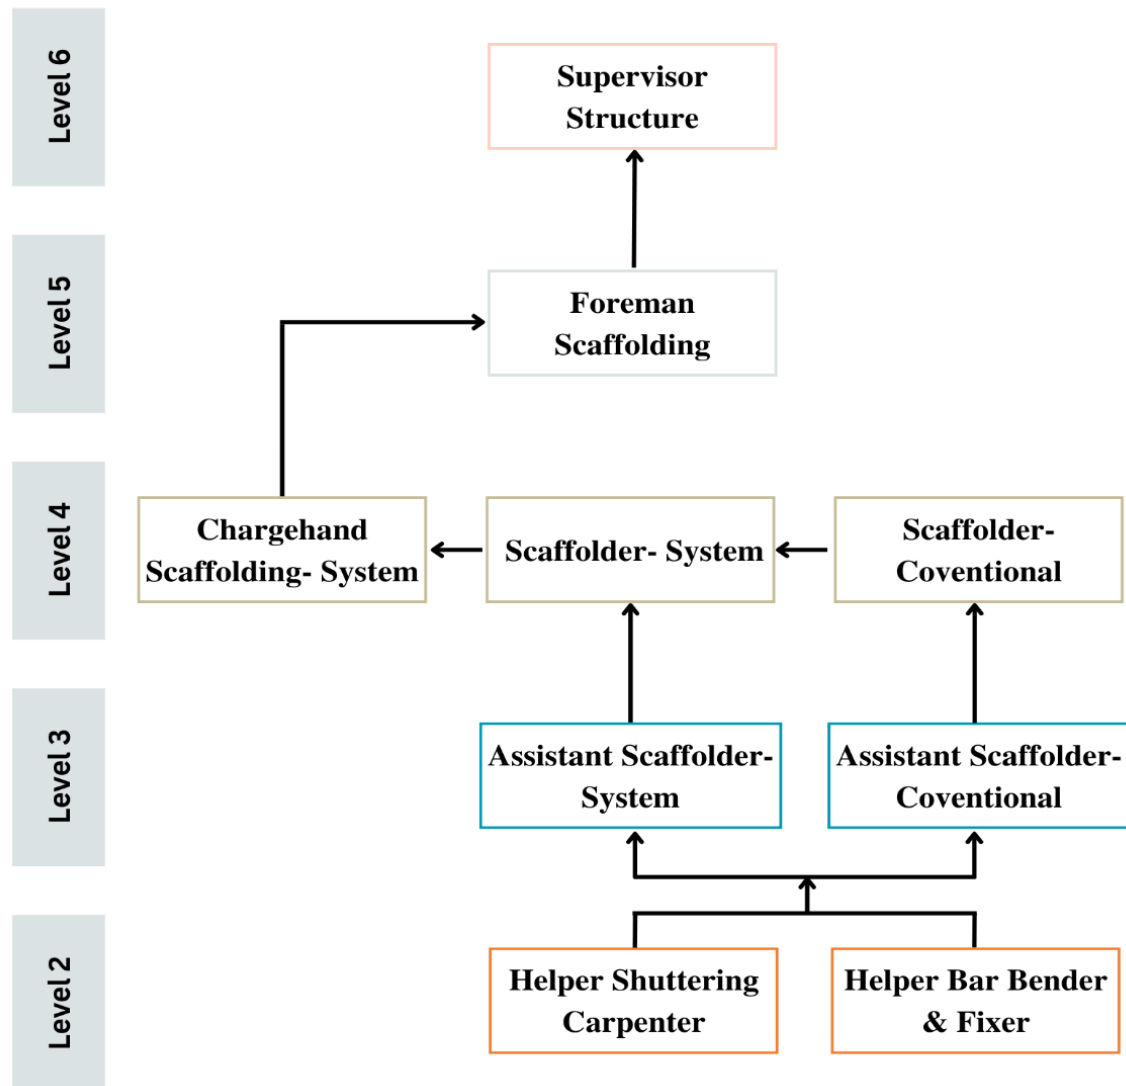 Level 6
Supervisor
Structure
Level 5
Foreman
Scaffolding
Level 4
Chargehand
Scaffolding- System
Scaffolder- System
Scaffolder-
Coventional
Level 3
Assistant Scaffolder-
System
Assistant Scaffolder-
Coventional
Level 2
Helper Shuttering
Carpenter
Helper Bar Bender
& Fixer